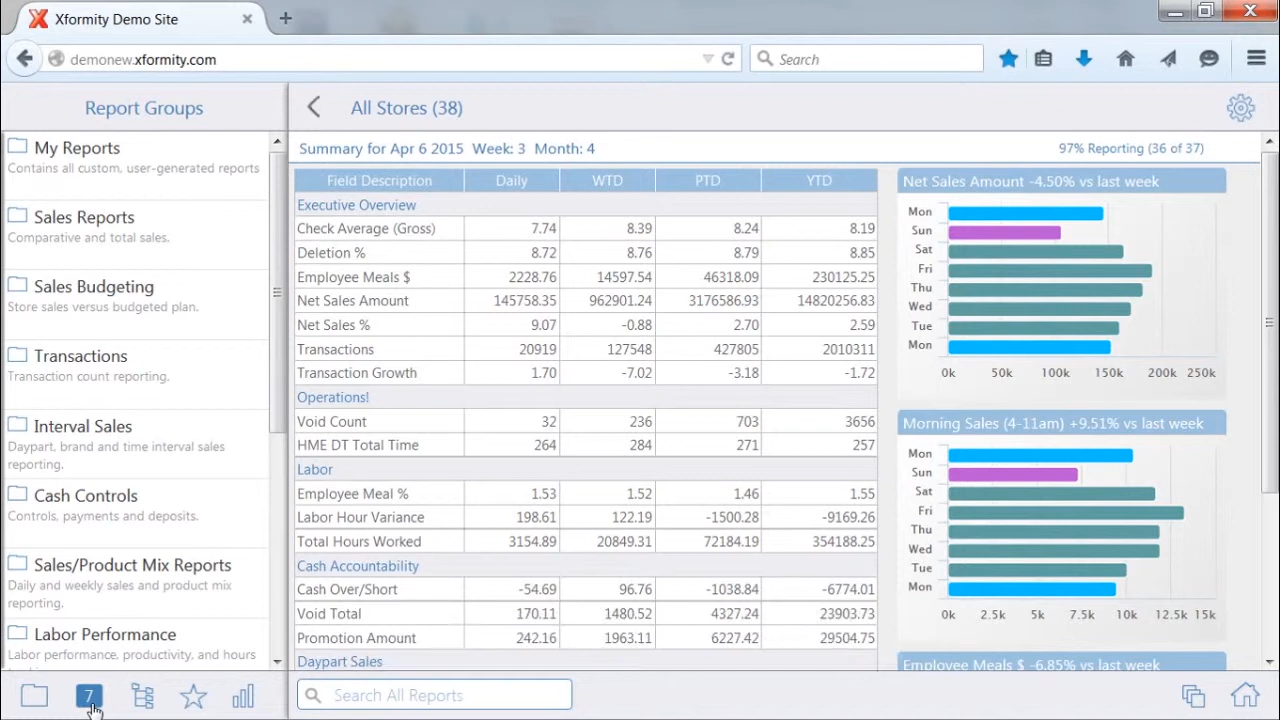 Xformity Demo Site
demonew.xformity.com
Search
Report Groups
All Stores (38)
My Reports
Contains all custom, user-generated reports
Sales Reports
Comparative and total sales.
Sales Budgeting
Store sales versus budgeted plan.
Transactions
Transaction count reporting.
Interval Sales
Daypart, brand and time interval sales
reporting.
Cash Controls
Controls, payments and deposits.
Sales/Product Mix Reports
Daily and weekly sales and product mix
reporting.
Labor Performance
Labor performance, productivity, and hours
7
Summary for Apr 6 2015 Week: 3 Month: 4
97% Reporting (36 of 37)
Field Description Daily WTD PTD YTD
Executive Overview
Check Average (Gross) 7.74 8.39 8.24 8.19
Deletion % 8.72 8.76 8.79 8.85
Employee Meals $ 2228.76 14597.54 46318.09 230125.25
Net Sales Amount 145758.35 962901.24 3176586.93 14820256.83
Net Sales % 9.07 -0.88 2.70 2.59
Transactions 20919 127548 427805 2010311
Transaction Growth 1.70 -7.02 -3.18 -1.72
Operations!
Void Count 32 236 703 3656
HME DT Total Time 264 284 271 257
Labor
Employee Meal % 1.53 1.52 1.46 1.55
Labor Hour Variance 198.61 122.19 -1500.28 -9169.26
Total Hours Worked 3154.89 20849.31 72184.19 354188.25
Cash Accountability
Cash Over/Short -54.69 96.76 -1038.84 -6774.01
Void Total 170.11 1480.52 4327.24 23903.73
Promotion Amount 242.16 1963.11 6227.42 29504.75
Daypart Sales
Search All Reports
Net Sales Amount -4.50% vs last week
Mon
Sun
Sat
Fri
Thu
Wed
Tue
Mon
0k 50k 100k 150k 200k 250k
Morning Sales (4-11am) +9.51% vs last week
Mon
Sun
Sat
Fri
Thu
Wed
Tue
Mon
0k 2.5k 5k 7.5k 10k 12.5k 15k
Employee Meals $ -6.85% vs last week